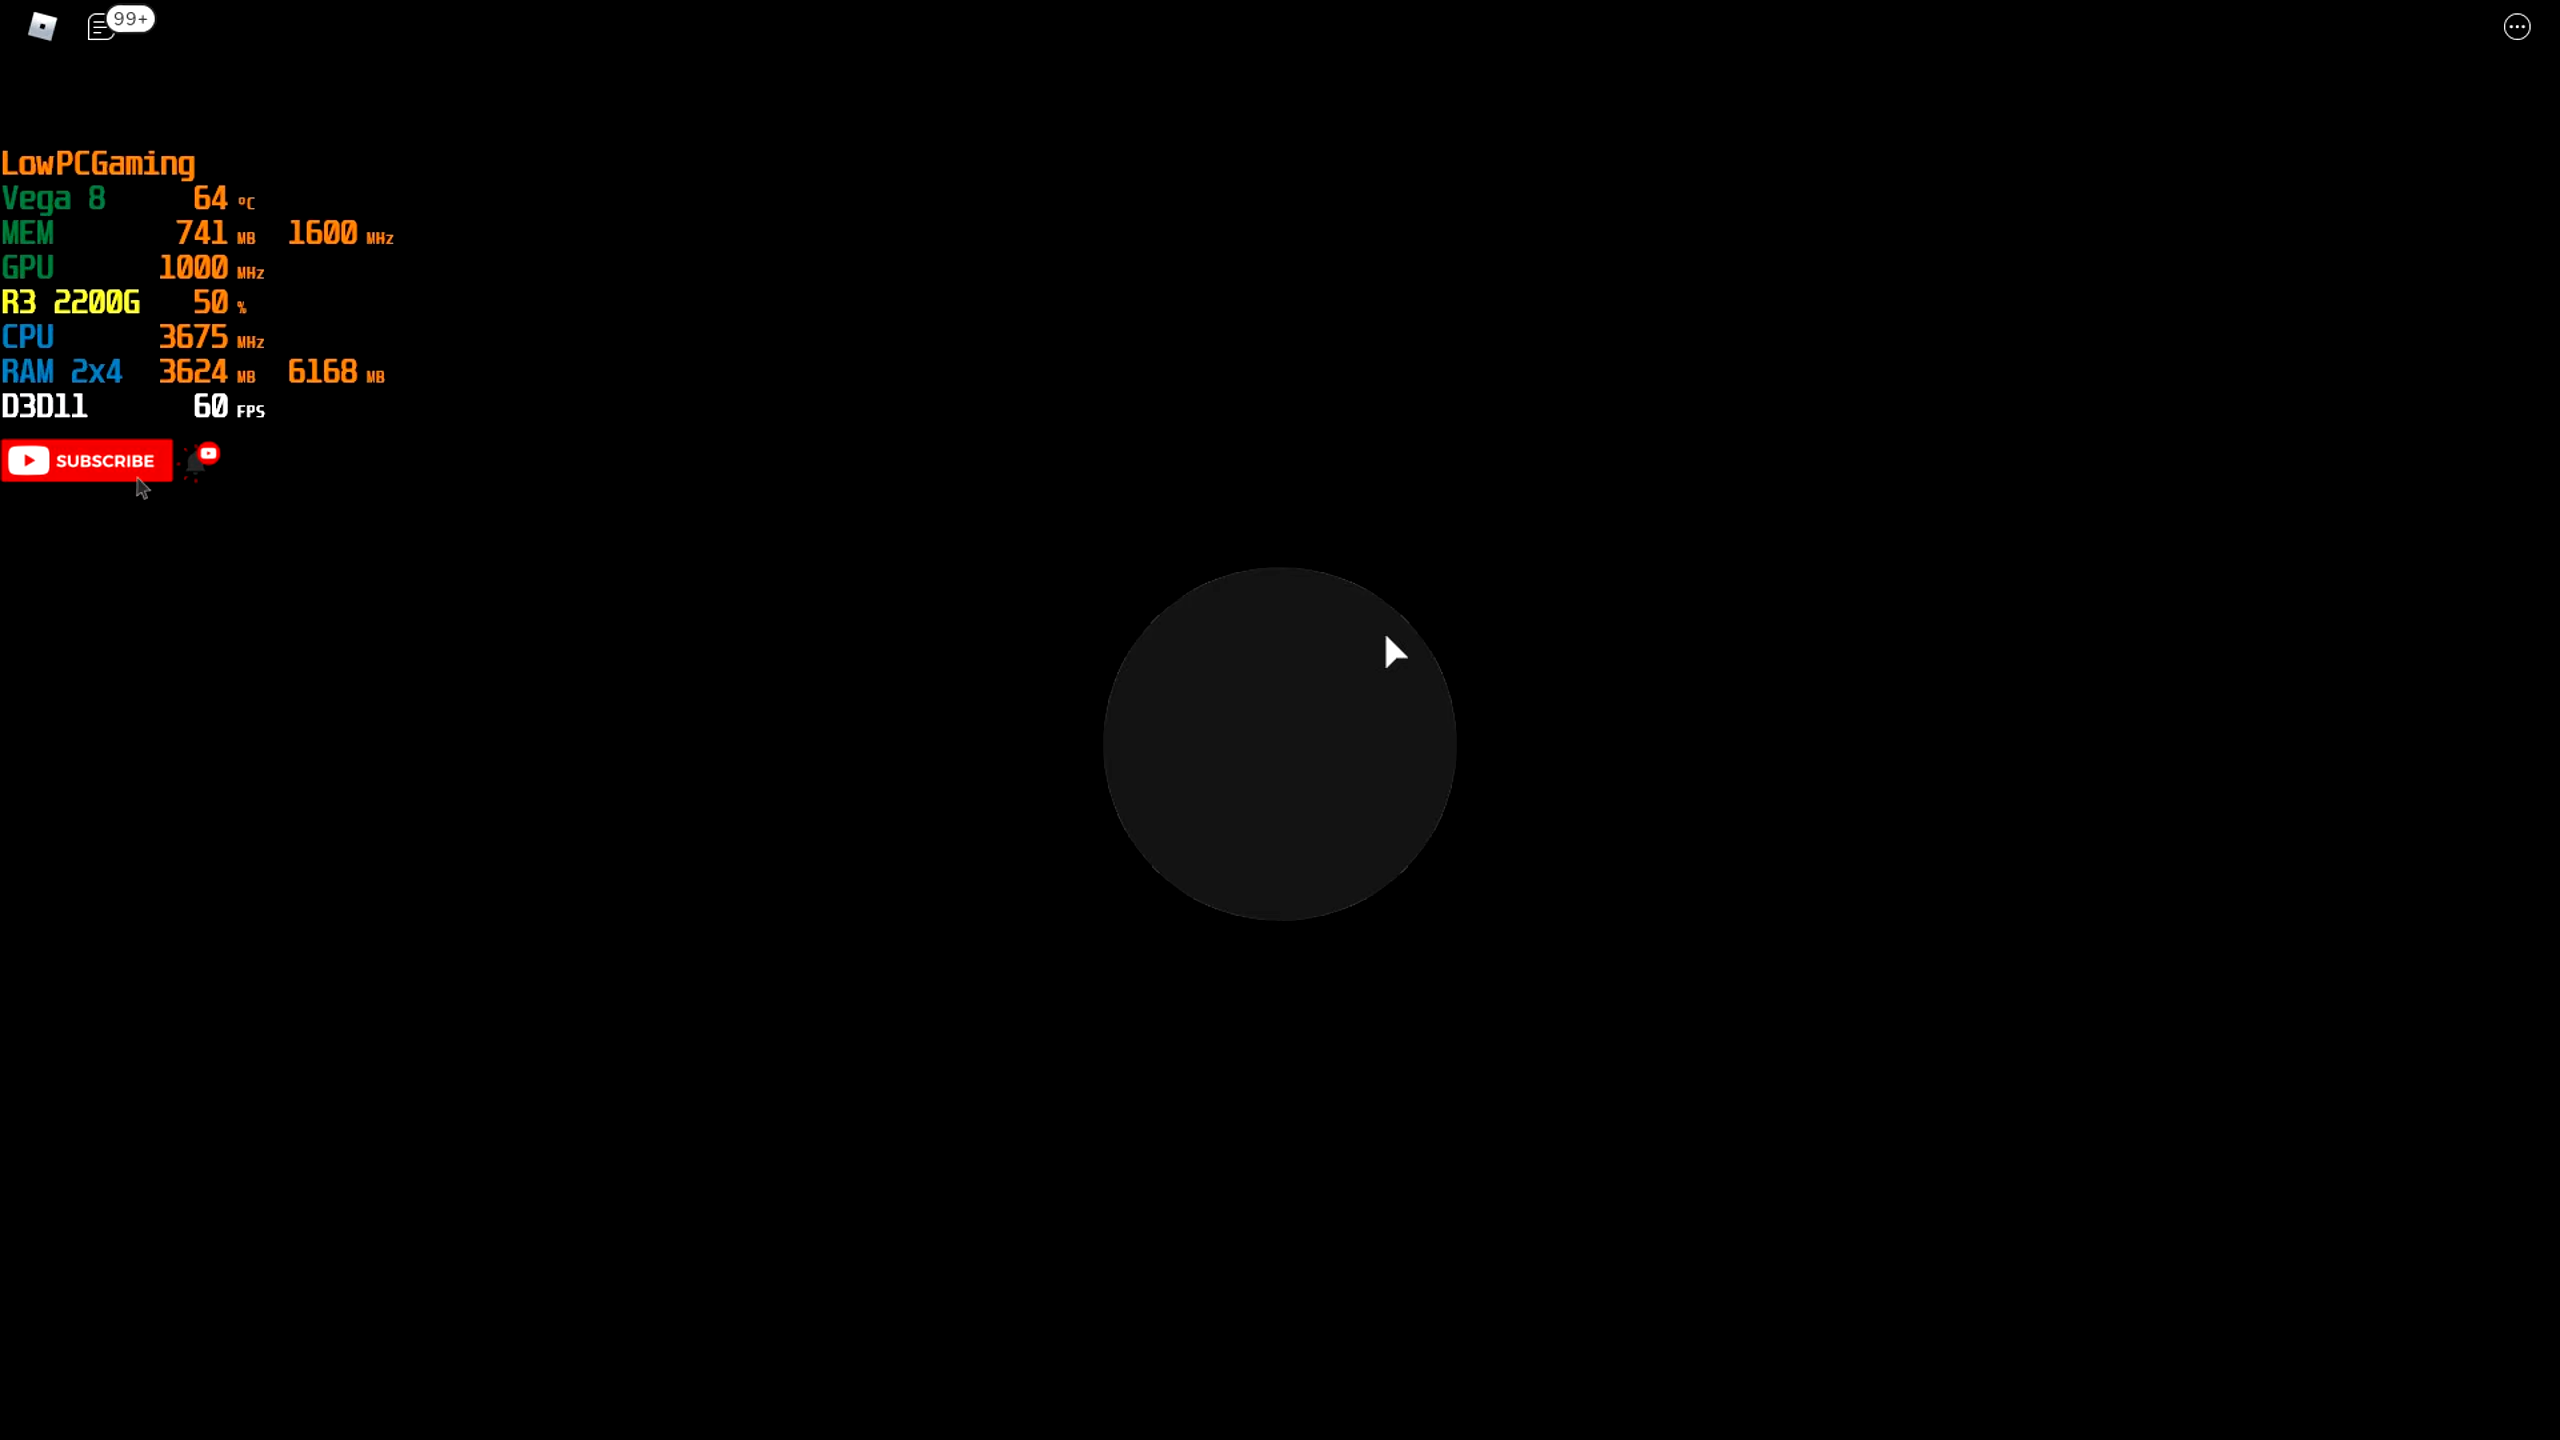 99+
LowPCGaming
Vega 8 64 °C
MEM 741 MB 1600 MHz
GPU 1000 MHz
R3 2200G 50 %
CPU 3675 MHz
RAM 2x4 3624 MB 6168 MB
D3D11 60 FPS
SUBSCRIBE